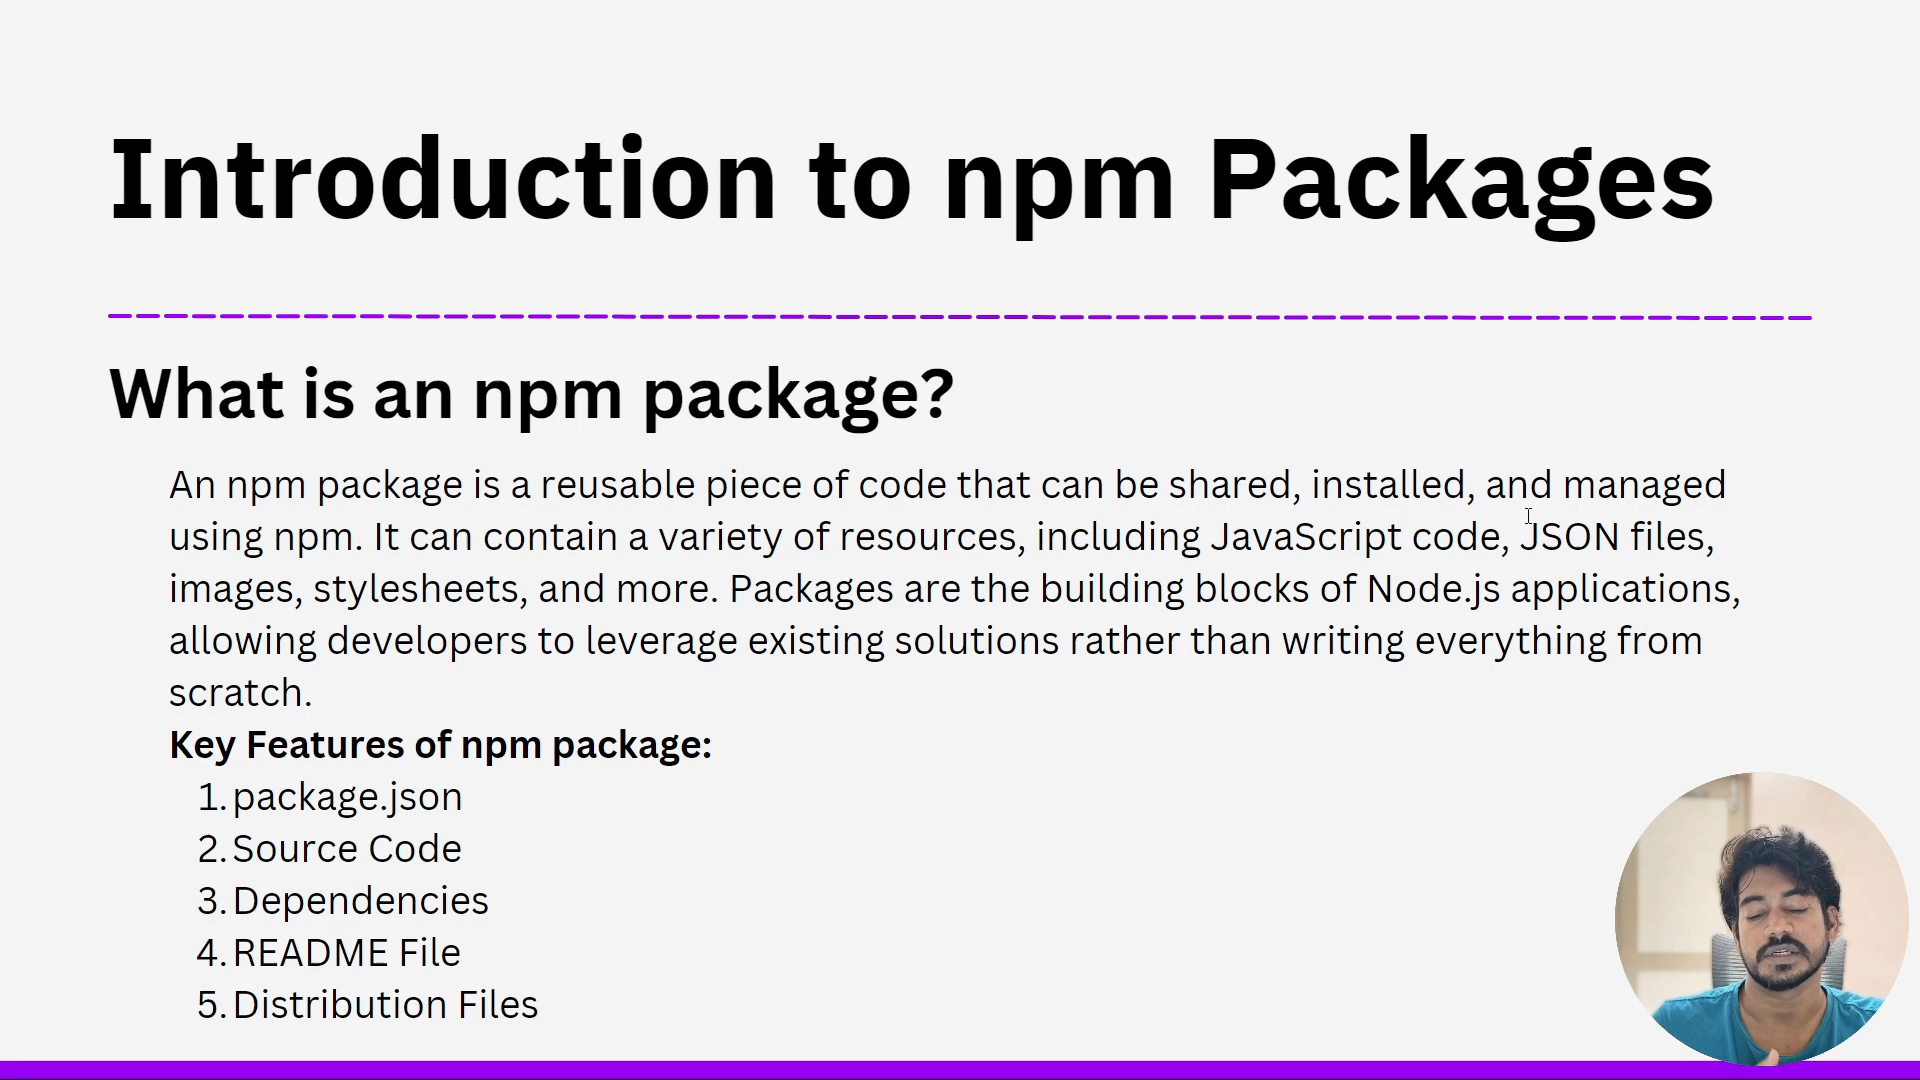 Introduction to npm Packages
What is an npm package?
An npm package is a reusable piece of code that can be shared, installed, and managed
using npm. It can contain a variety of resources, including JavaScript code, JSON files,
images, stylesheets, and more. Packages are the building blocks of Node.js applications,
allowing developers to leverage existing solutions rather than writing everything from
scratch.
Key Features of npm package:
1. package.json
2. Source Code
3. Dependencies
4. README File
5. Distribution Files